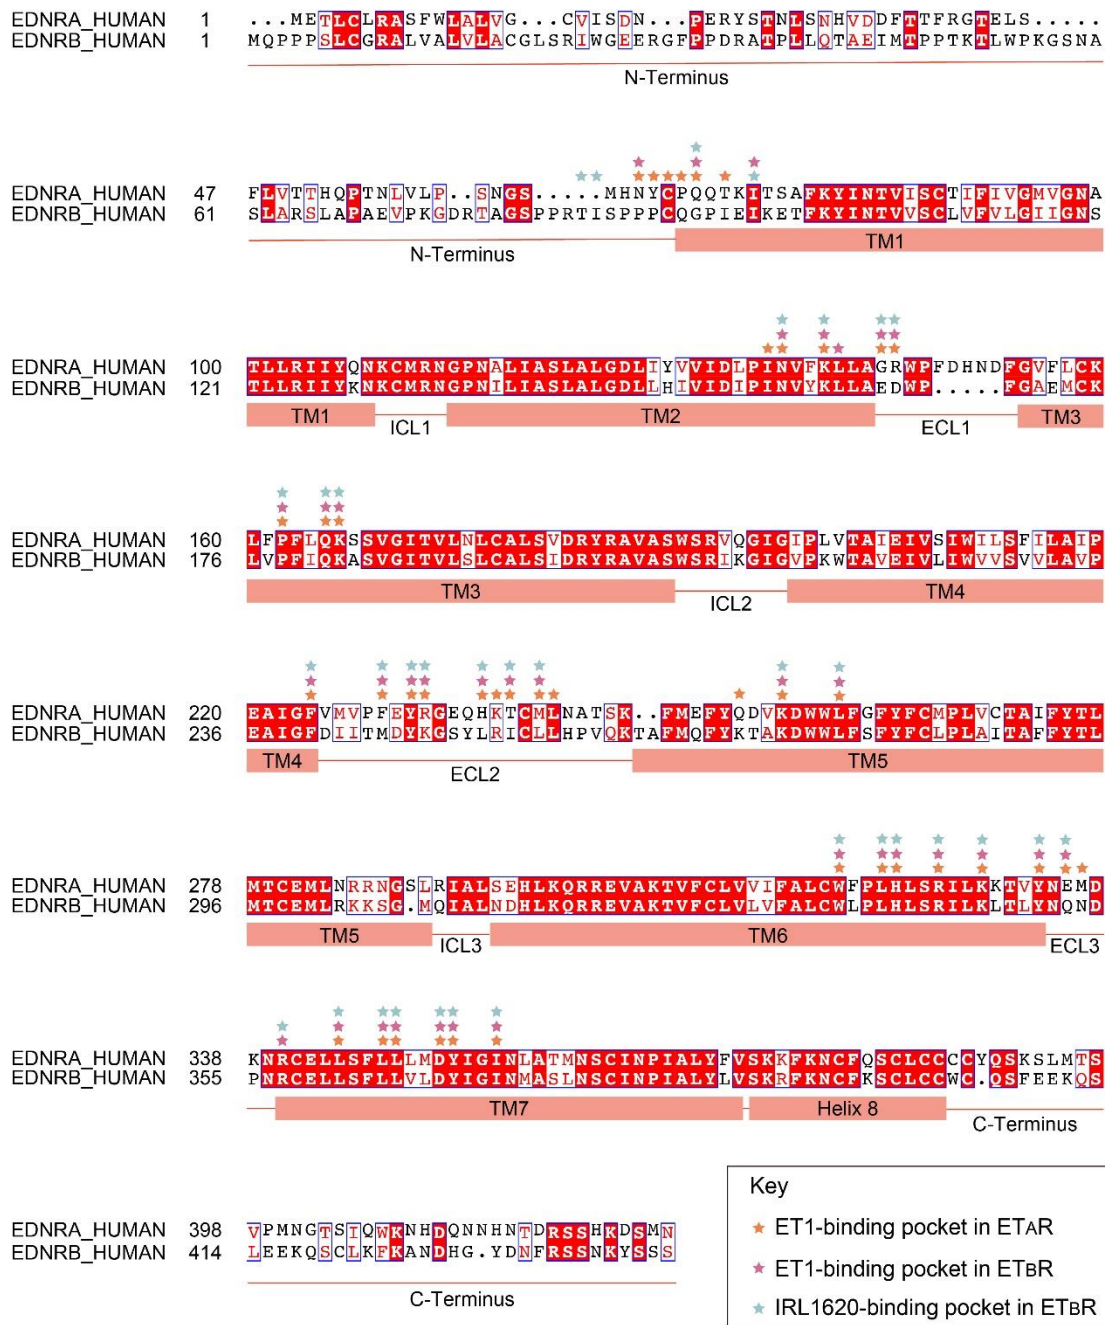 EDNRA_HUMAN 1 ...METLCLRASFWLALVG...CVISDN...PERYSTNLSNHVDDFTTFRGTELS.....
EDNRB_HUMAN 1 MQPPPSLCGRALVALVLACGLSRIWGEERGFPPDRATPLLQTAEIMTPPTKTLWPKGSNA
N-Terminus
EDNRA_HUMAN 47 FLVTTHQPTNLVLP..SNGS.....MHNYCPQQTKITSAFKYINTVISCTIFIVGMVGNA
EDNRB_HUMAN 61 SLARSLAPAEVPKGDRTAGSPPRTISPPPCQGPIEIKETFKYINTVVSCLVFVLGIIGNS
N-Terminus TM1
EDNRA_HUMAN 100 TLLRIIYQNKCMRNGPNALIASLALGDLIYVVIDLPINVFKLLAGRWPFDHNDFGVFLCK
EDNRB_HUMAN 121 TLLRIIYKNKCMRNGPNILIASLALGDLLHIVIDIPINVYKLLAEDWP.....FGAEMCK
TM1 ICL1 TM2 ECL1 TM3
EDNRA_HUMAN 160 LFPFLQKSSVGITVLNLCALSVDRYRAVASWSRVQGIGIPLVTAIEIVSIWILSFILAIP
EDNRB_HUMAN 176 LVPFIQKASVGITVLSLCALSIDRYRAVASWSRIKGIGVPKWTAVEIVLIWVVSVVLAVP
TM3 ICL2 TM4
EDNRA_HUMAN 220 EAIGFVMVPFEYRGEQHKTCMLNATSK..FMEFYQDVKDWWLFGFYFCMPLVCTAIFYTL
EDNRB_HUMAN 236 EAIGFDIITMDYKGSYLRICLLHPVQKTAFMQFYKTAKDWWLFSFYFCLPLAITAFFYTL
TM4 ECL2 TM5
EDNRA_HUMAN 278 MTCEMLNRRNGSLRIALSEHLKQRREVAKTVFCLVVIFALCWFPLHLSRILKKTVYNEMD
EDNRB_HUMAN 296 MTCEMLRKKSG.MQIALNDHLKQRREVAKTVFCLVLVFALCWLPLHLSRILKLTLYNQND
TM5 ICL3 TM6 ECL3
EDNRA_HUMAN 338 KNRCELLSFLLLMDYIGINLATMNSCINPIALYFVSKKFKNCFQSCLCCCCYQSKSLMTS
EDNRB_HUMAN 355 PNRCELLSFLLVLDYIGINMASLNSCINPIALYLVSKRFKNCFKSCLCCWC.QSFEEKQS
TM7 Helix 8 C-Terminus
EDNRA_HUMAN 398 VPMNGTSIQWKNHDQNNHNTDRSSHKDSMN
EDNRB_HUMAN 414 LEEKQSCLKFKANDHG.YDNFRSSNKYSSS
C-Terminus
Key
ET1-binding pocket in ETAR
ET1-binding pocket in ETBR
IRL1620-binding pocket in ETBR